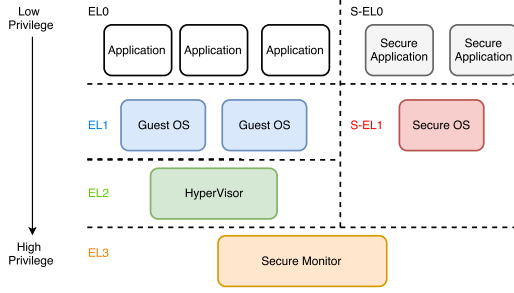 Low
Privilege
EL0
S-EL0
Application
Application
Application
Secure
Application
Secure
Application
EL1
Guest OS
Guest OS
S-EL1
Secure OS
EL2
HyperVisor
High
Privilege
EL3
Secure Monitor